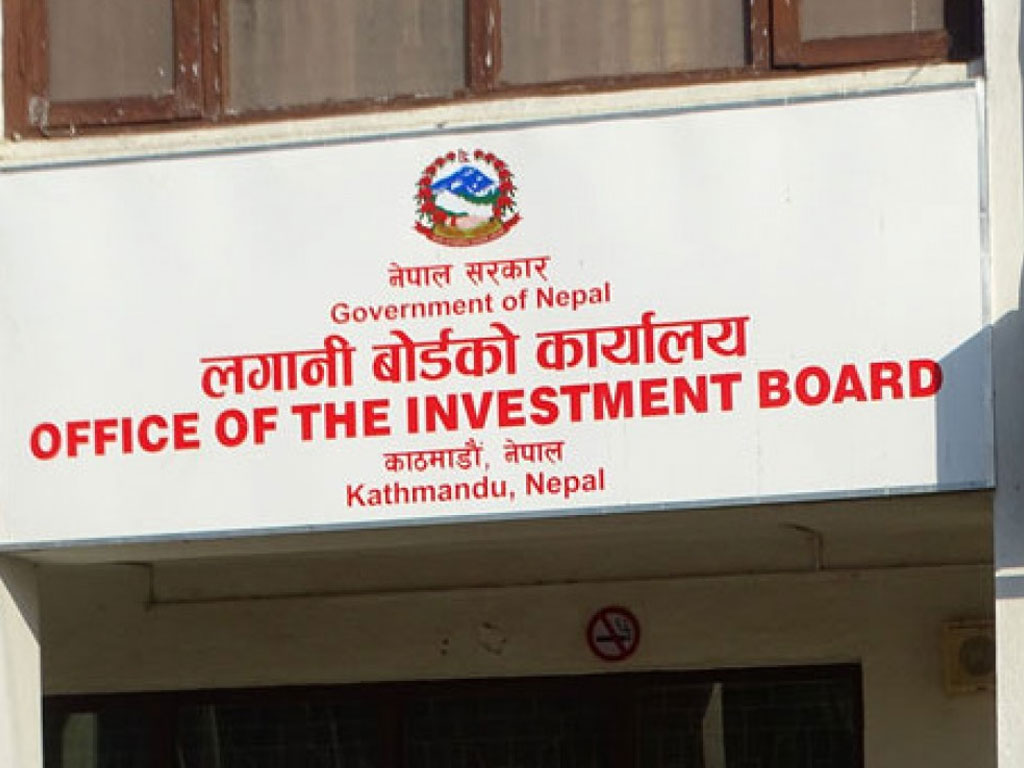 नेपाल सरकार
Government of Nepal
लगानी बोर्डको कार्यालय
OFFICE OF THE INVESTMENT BOARD
काठमाडौं, नेपाल
Kathmandu, Nepal